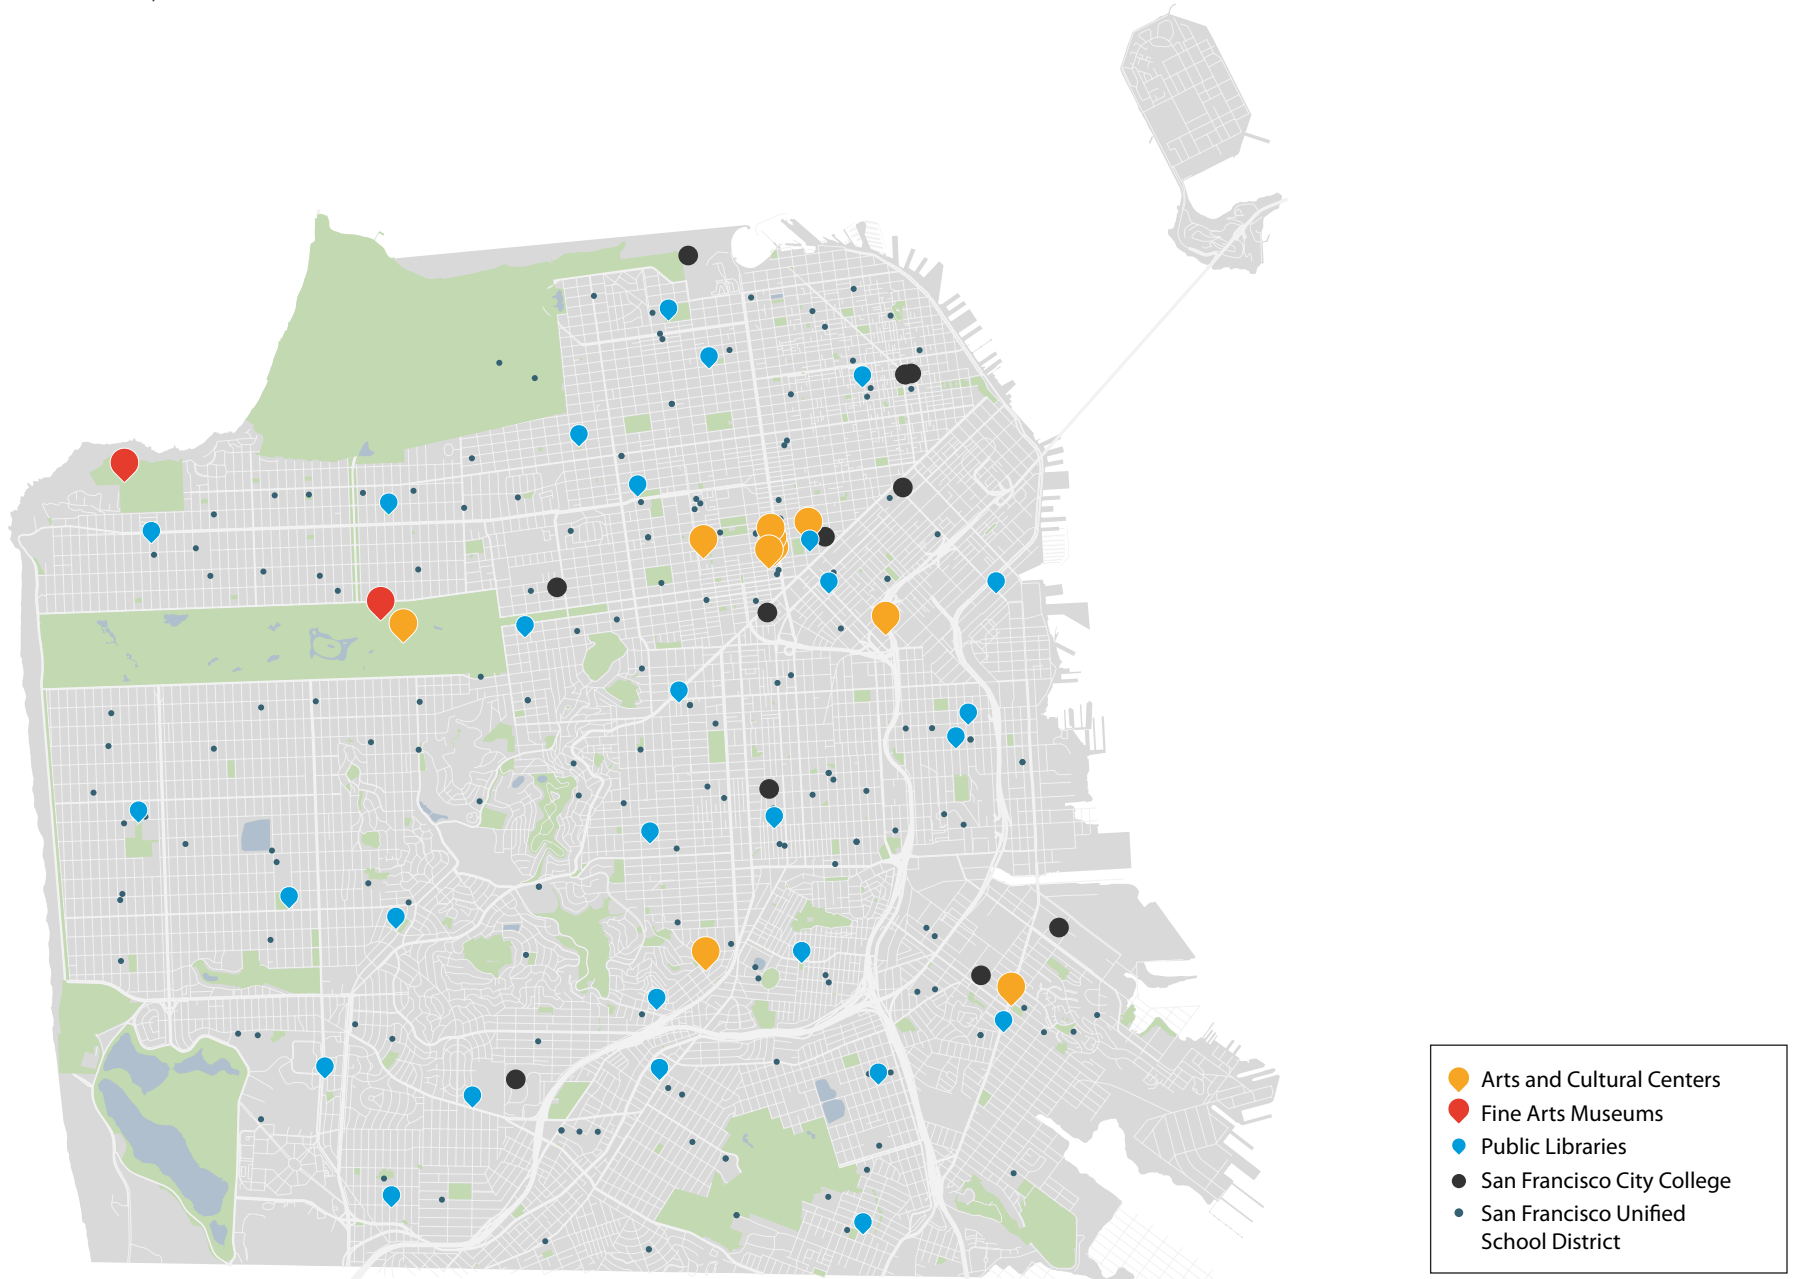 Arts and Cultural Centers
Fine Arts Museums
Public Libraries
San Francisco City College
San Francisco Unified
School District